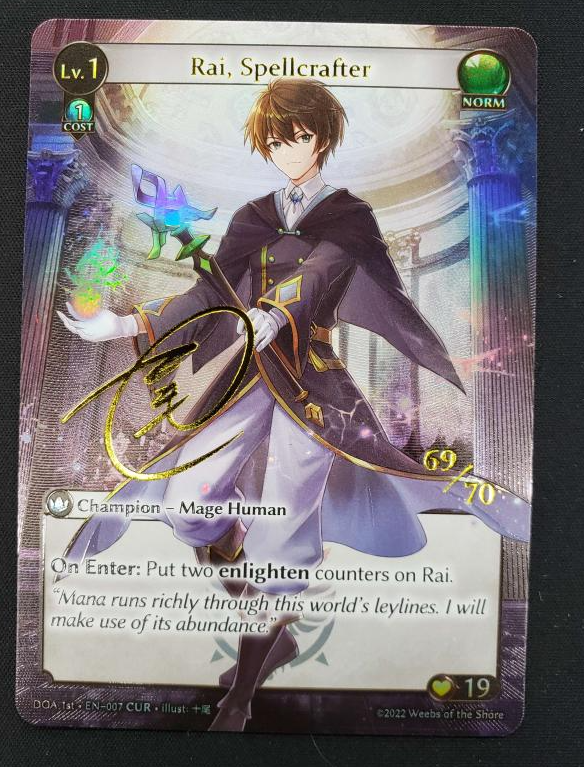 Lv.1
Rai, Spellcrafter
NORM
1
COST
69/70
Champion – Mage Human
On Enter: Put two enlighten counters on Rai.
“Mana runs richly through this world's leylines. I will
make use of its abundance.”
19
DOA 1st • EN-007 CUR • Illust: 十尾
©2022 Weebs of the Shore